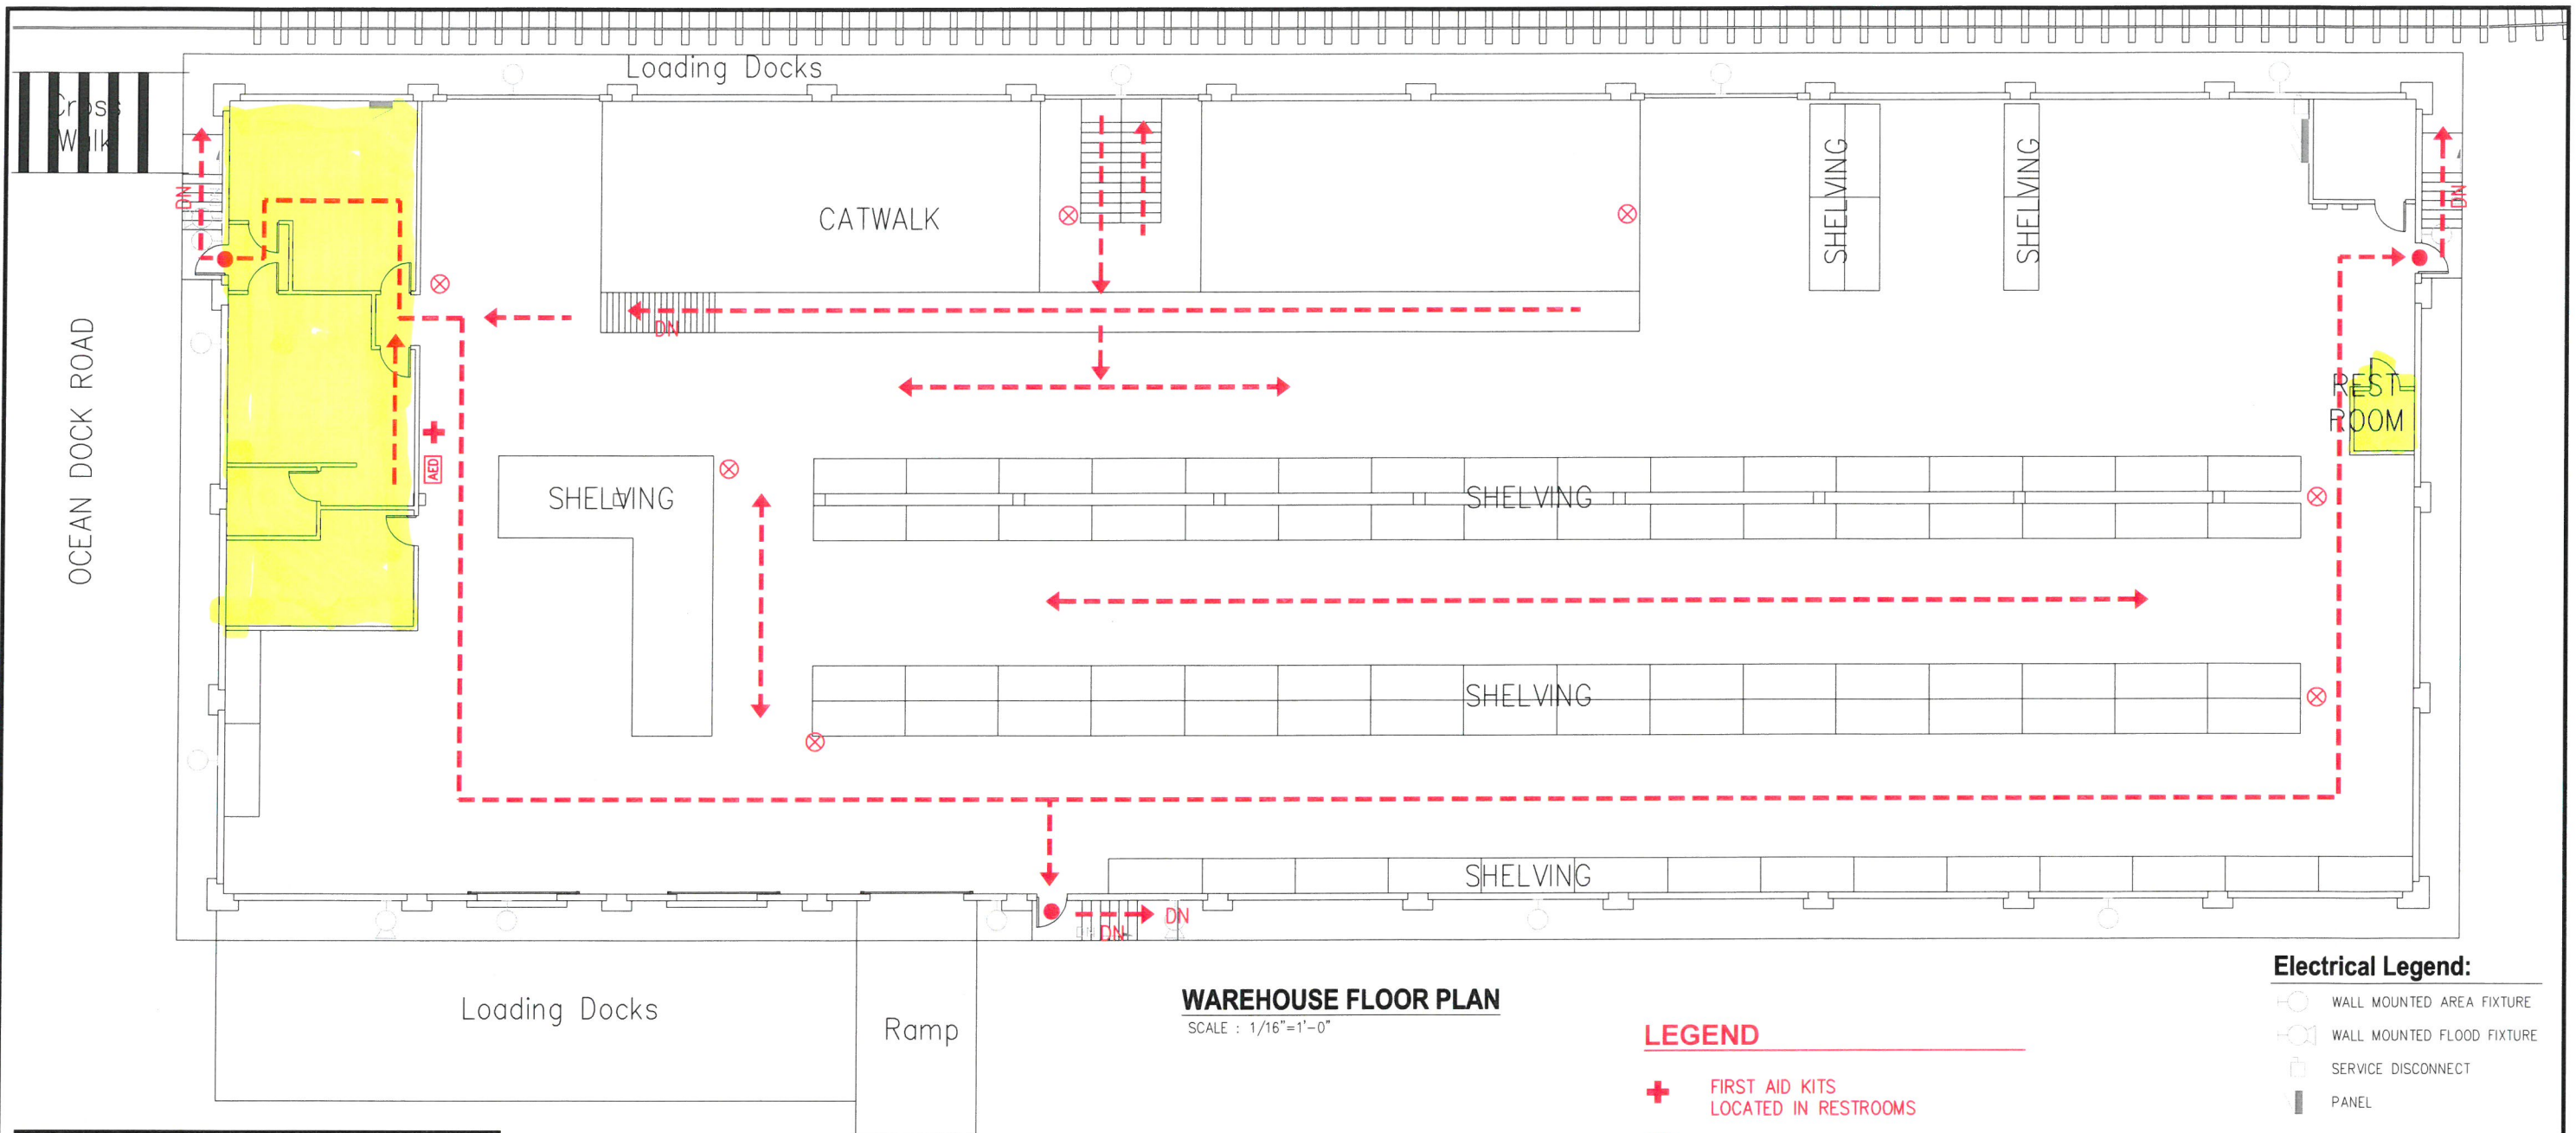 Loading Docks
Cross
Walk
DN
CATWALK
SHELVING
SHELVING
DN
DN
OCEAN DOCK ROAD
REST
ROOM
AED
SHELVING
SHELVING
SHELVING
SHELVING
DN
DN
Loading Docks
Ramp
WAREHOUSE FLOOR PLAN
SCALE : 1/16"=1'-0"
LEGEND
FIRST AID KITS
LOCATED IN RESTROOMS
Electrical Legend:
WALL MOUNTED AREA FIXTURE
WALL MOUNTED FLOOD FIXTURE
SERVICE DISCONNECT
PANEL